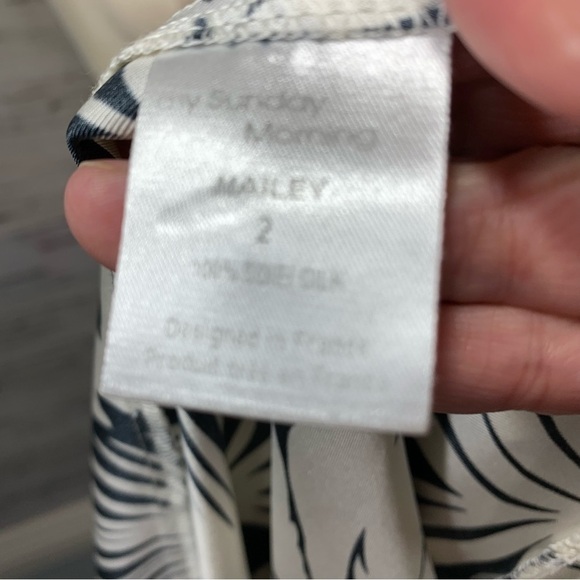 Sunday
Morning
MAILEY
2
100% SOIE/SILK
Designed in France